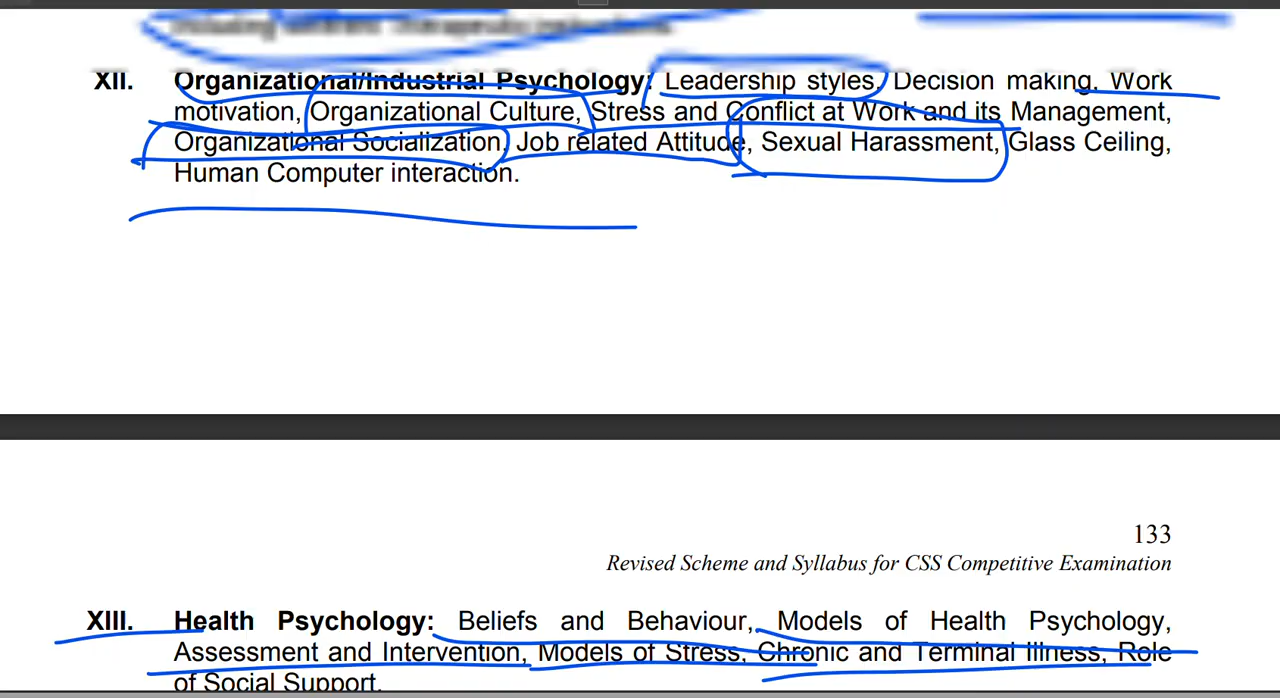 XII. Organizational/Industrial Psychology: Leadership styles, Decision making, Work
motivation, Organizational Culture, Stress and Conflict at Work and its Management,
Organizational Socialization, Job related Attitude, Sexual Harassment, Glass Ceiling,
Human Computer interaction.
133
Revised Scheme and Syllabus for CSS Competitive Examination
XIII. Health Psychology: Beliefs and Behaviour, Models of Health Psychology,
Assessment and Intervention, Models of Stress, Chronic and Terminal Illness, Role
of Social Support.